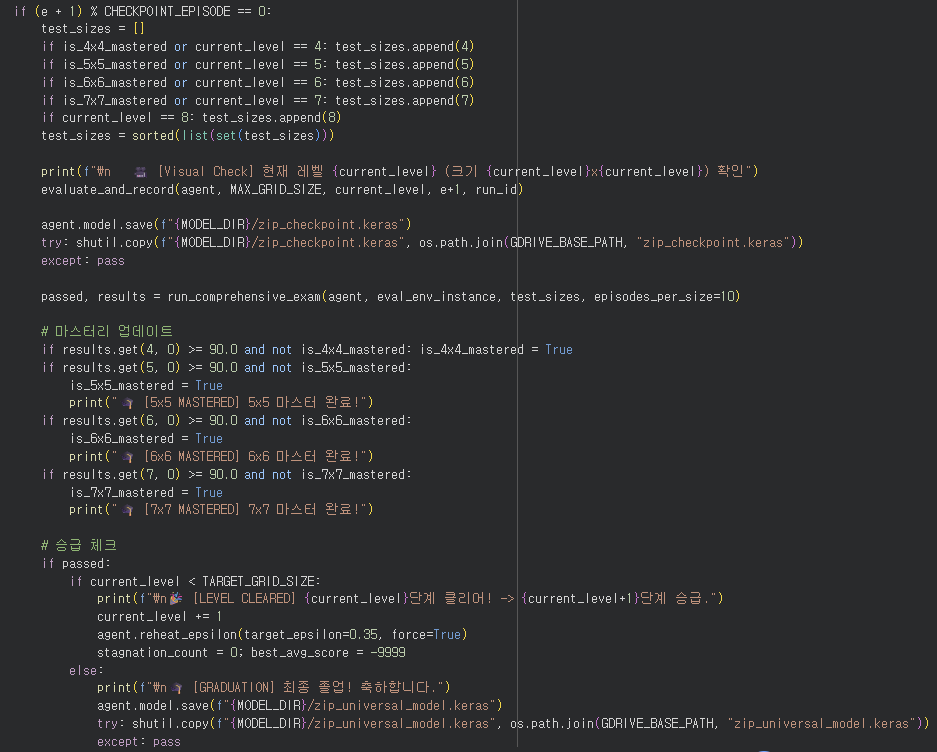 if (e + 1) % CHECKPOINT_EPISODE == 0:
    test_sizes = []
    if is_4x4_mastered or current_level == 4: test_sizes.append(4)
    if is_5x5_mastered or current_level == 5: test_sizes.append(5)
    if is_6x6_mastered or current_level == 6: test_sizes.append(6)
    if is_7x7_mastered or current_level == 7: test_sizes.append(7)
    if current_level == 8: test_sizes.append(8)
    test_sizes = sorted(list(set(test_sizes)))

    print(f"₩n   [Visual Check] 현재 레벨 {current_level} (크기 {current_level}x{current_level}) 확인")
    evaluate_and_record(agent, MAX_GRID_SIZE, current_level, e+1, run_id)

    agent.model.save(f"{MODEL_DIR}/zip_checkpoint.keras")
    try: shutil.copy(f"{MODEL_DIR}/zip_checkpoint.keras", os.path.join(GDRIVE_BASE_PATH, "zip_checkpoint.keras"))
    except: pass

    passed, results = run_comprehensive_exam(agent, eval_env_instance, test_sizes, episodes_per_size=10)

    # 마스터리 업데이트
    if results.get(4, 0) >= 90.0 and not is_4x4_mastered: is_4x4_mastered = True
    if results.get(5, 0) >= 90.0 and not is_5x5_mastered:
        is_5x5_mastered = True
        print("🎓 [5x5 MASTERED] 5x5 마스터 완료!")
    if results.get(6, 0) >= 90.0 and not is_6x6_mastered:
        is_6x6_mastered = True
        print("🎓 [6x6 MASTERED] 6x6 마스터 완료!")
    if results.get(7, 0) >= 90.0 and not is_7x7_mastered:
        is_7x7_mastered = True
        print("🎓 [7x7 MASTERED] 7x7 마스터 완료!")

    # 승급 체크
    if passed:
        if current_level < TARGET_GRID_SIZE:
            print(f"₩n🎉 [LEVEL CLEARED] {current_level}단계 클리어! -> {current_level+1}단계 승급.")
            current_level += 1
            agent.reheat_epsilon(target_epsilon=0.35, force=True)
            stagnation_count = 0; best_avg_score = -9999
        else:
            print(f"₩n🎓 [GRADUATION] 최종 졸업! 축하합니다.")
            agent.model.save(f"{MODEL_DIR}/zip_universal_model.keras")
            try: shutil.copy(f"{MODEL_DIR}/zip_universal_model.keras", os.path.join(GDRIVE_BASE_PATH, "zip_universal_model.keras"))
            except: pass